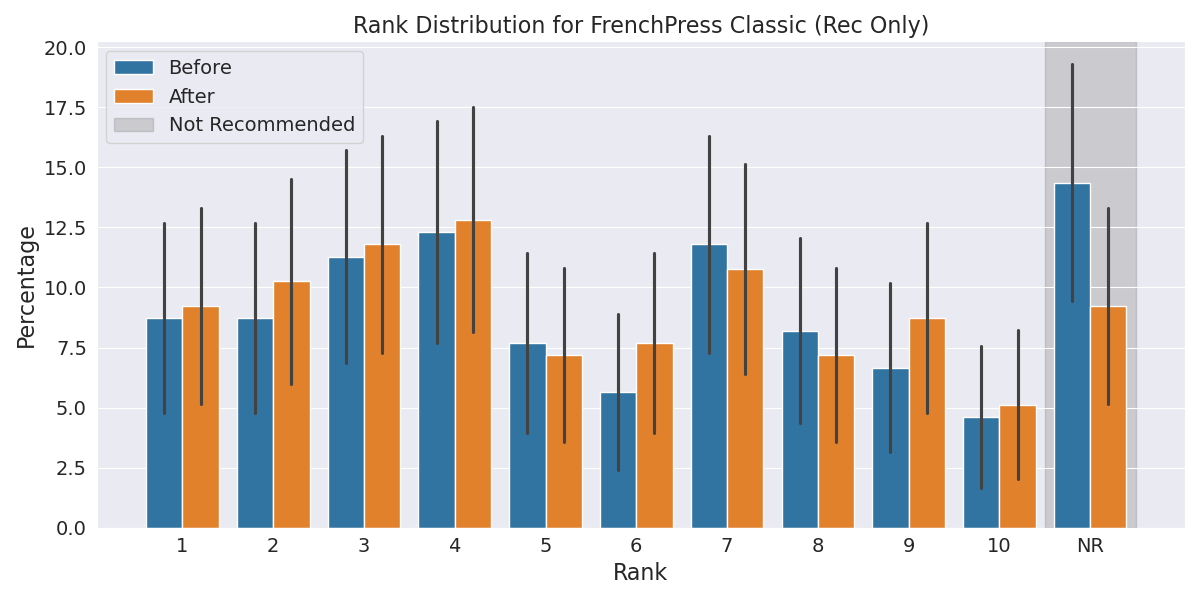 Rank Distribution for FrenchPress Classic (Rec Only)
Before
After
Not Recommended
Percentage
20.0
17.5
15.0
12.5
10.0
7.5
5.0
2.5
0.0
1 2 3 4 5 6 7 8 9 10 NR
Rank